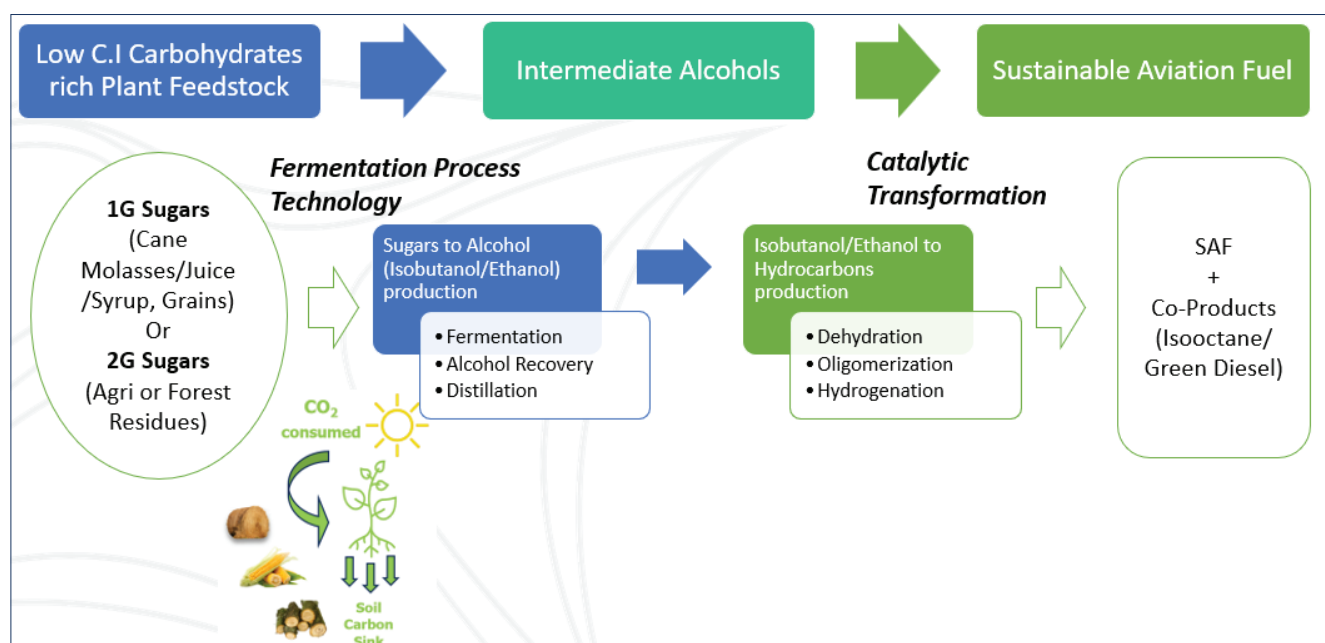 Low C.I Carbohydrates
rich Plant Feedstock
Intermediate Alcohols
Sustainable Aviation Fuel
Fermentation Process
Technology
Catalytic
Transformation
1G Sugars
(Cane
Molasses/Juice
/Syrup, Grains)
Or
2G Sugars
(Agri or Forest
Residues)
Sugars to Alcohol
(Isobutanol/Ethanol)
production
• Fermentation
• Alcohol Recovery
• Distillation
Isobutanol/Ethanol to
Hydrocarbons
production
• Dehydration
• Oligomerization
• Hydrogenation
SAF
+
Co-Products
(Isooctane/
Green Diesel)
CO₂
consumed
Soil
Carbon
Sink